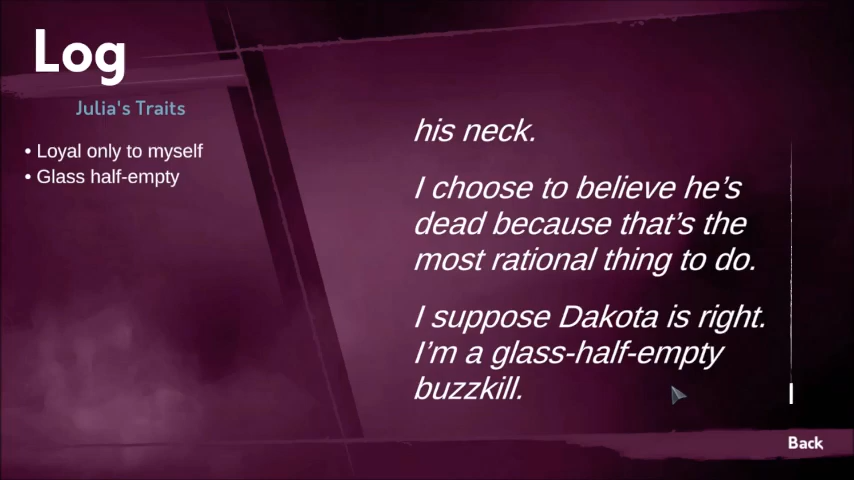 Log
Julia's Traits
• Loyal only to myself
• Glass half-empty
his neck.
I choose to believe he’s
dead because that’s the
most rational thing to do.
I suppose Dakota is right.
I’m a glass-half-empty
buzzkill.
Back